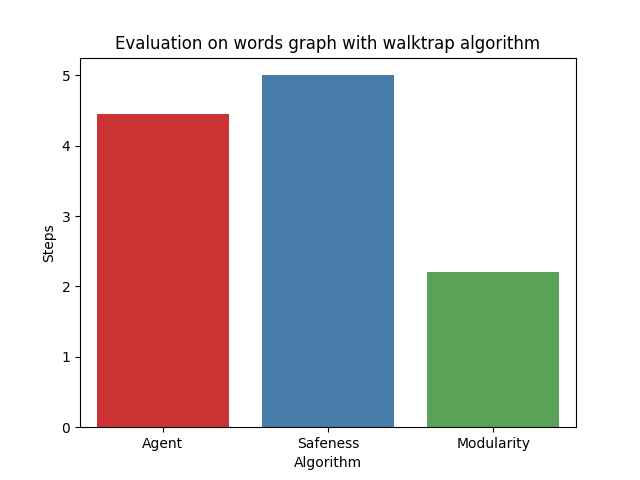 Evaluation on words graph with walktrap algorithm
5
4
3
2
1
0
Steps
Agent Safeness Modularity
Algorithm